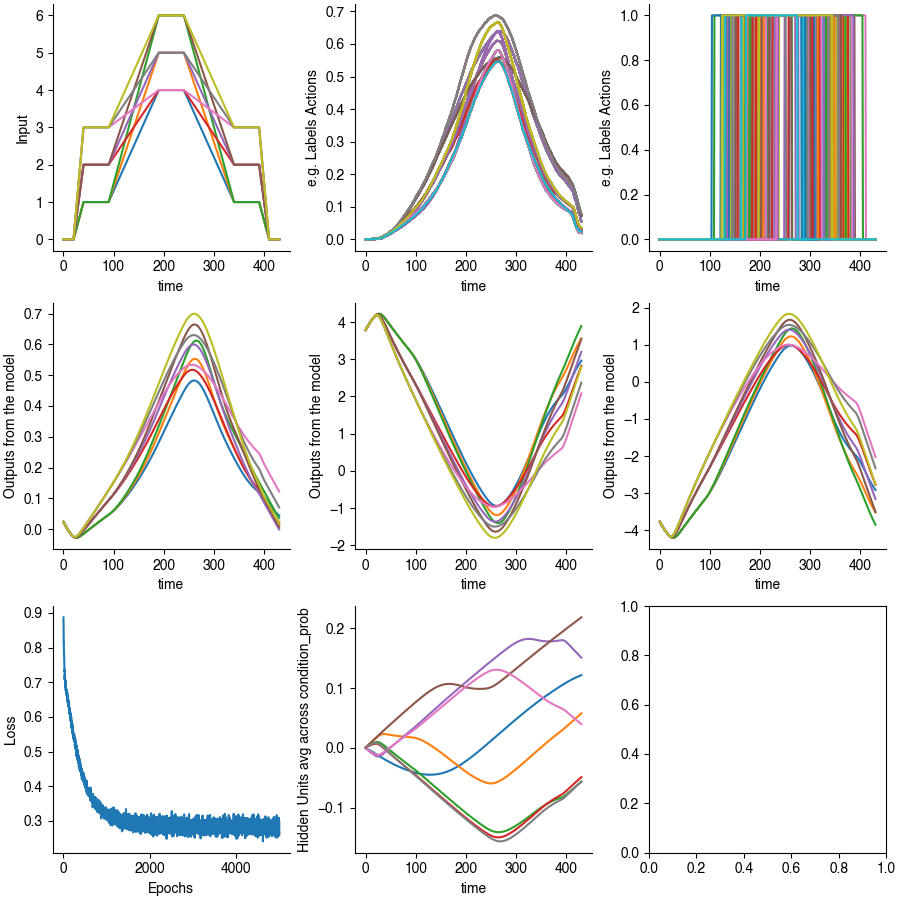 6
5
4
3
2
1
0
Input
0 100 200 300 400
time
0.7
0.6
0.5
0.4
0.3
0.2
0.1
0.0
e.g. Labels Actions
0 100 200 300 400
time
1.0
0.8
0.6
0.4
0.2
0.0
e.g. Labels Actions
0 100 200 300 400
time
0.7
0.6
0.5
0.4
0.3
0.2
0.1
0.0
Outputs from the model
0 100 200 300 400
time
4
3
2
1
0
−1
−2
Outputs from the model
0 100 200 300 400
time
2
1
0
−1
−2
−3
−4
Outputs from the model
0 100 200 300 400
time
0.9
0.8
0.7
0.6
0.5
0.4
0.3
Loss
0 2000 4000
Epochs
0.2
0.1
0.0
−0.1
Hidden Units avg across condition_prob
0 100 200 300 400
time
1.0
0.8
0.6
0.4
0.2
0.0
0.0 0.2 0.4 0.6 0.8 1.0